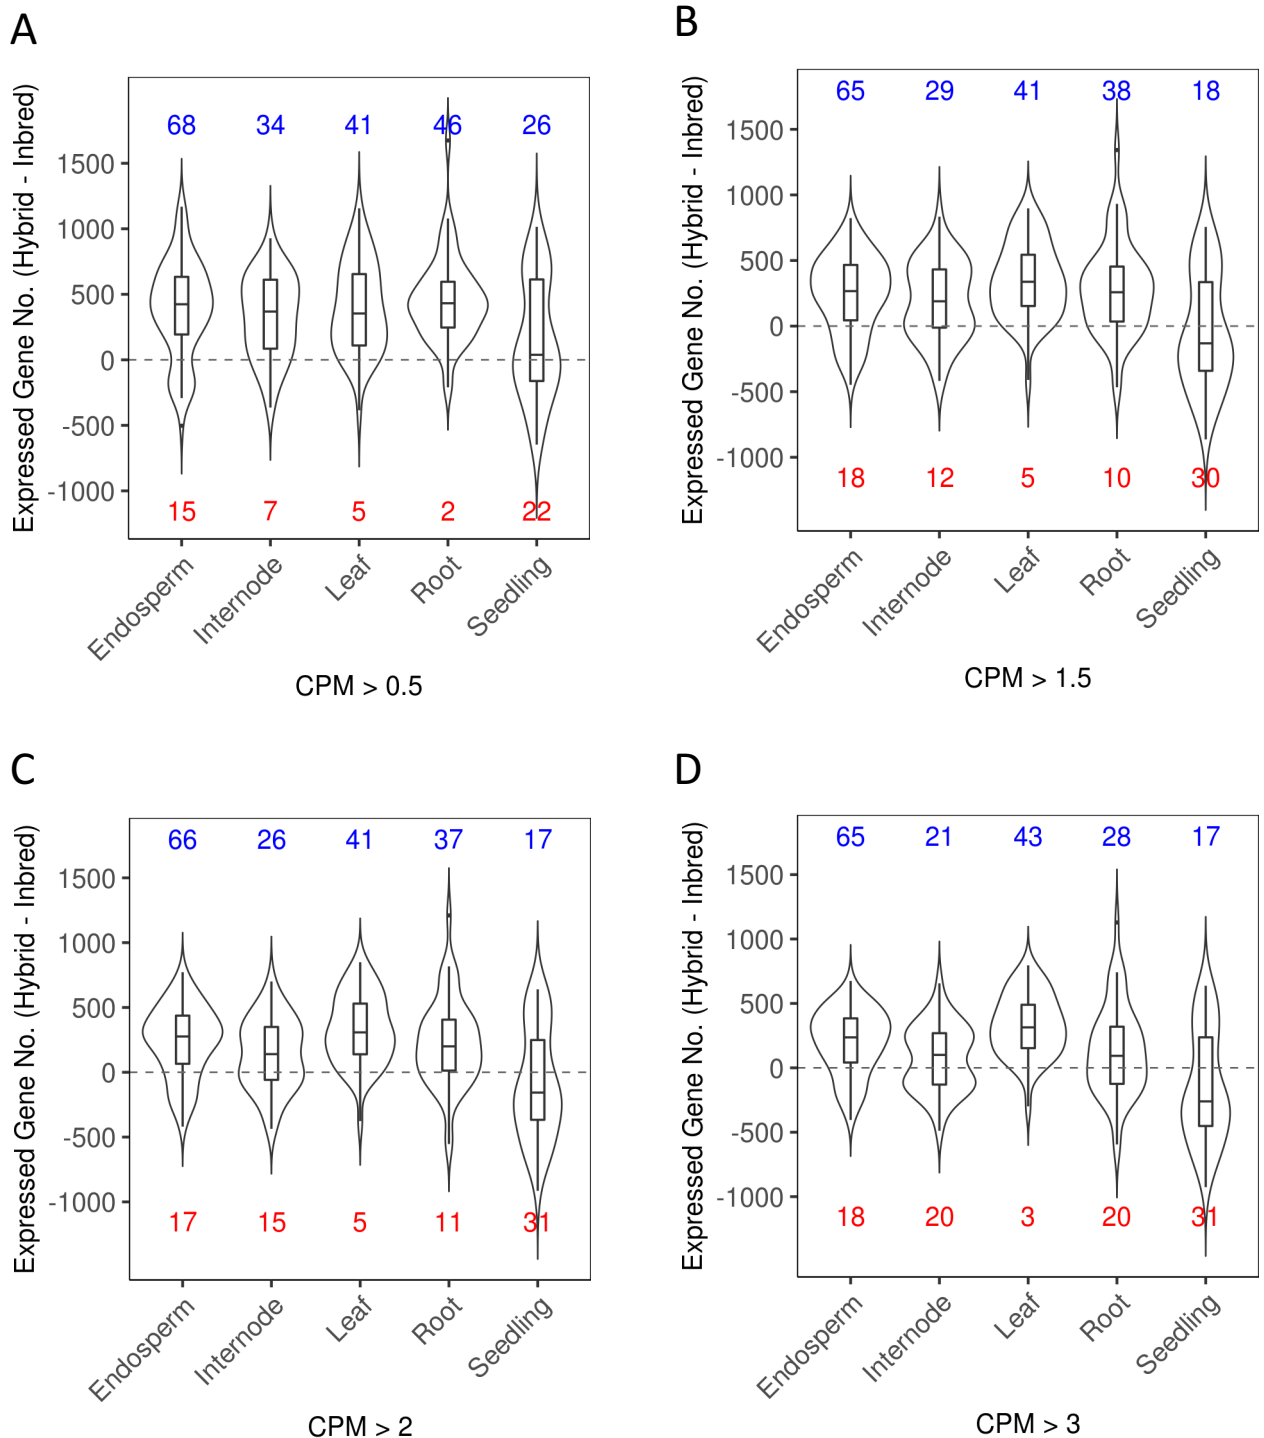 A
Expressed Gene No. (Hybrid - Inbred)
1500
1000
500
0
-500
-1000
68 34 41 46 26
15 7 5 2 22
Endosperm Internode Leaf Root Seedling
CPM > 0.5
B
Expressed Gene No. (Hybrid - Inbred)
1500
1000
500
0
-500
-1000
65 29 41 38 18
18 12 5 10 30
Endosperm Internode Leaf Root Seedling
CPM > 1.5
C
Expressed Gene No. (Hybrid - Inbred)
1500
1000
500
0
-500
-1000
66 26 41 37 17
17 15 5 11 31
Endosperm Internode Leaf Root Seedling
CPM > 2
D
Expressed Gene No. (Hybrid - Inbred)
1500
1000
500
0
-500
-1000
65 21 43 28 17
18 20 3 20 31
Endosperm Internode Leaf Root Seedling
CPM > 3